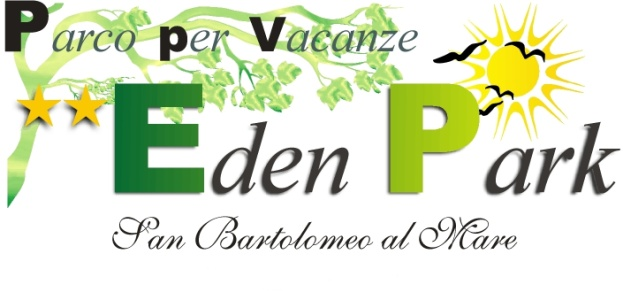 Parco per Vacanze
Eden Park
San Bartolomeo al Mare